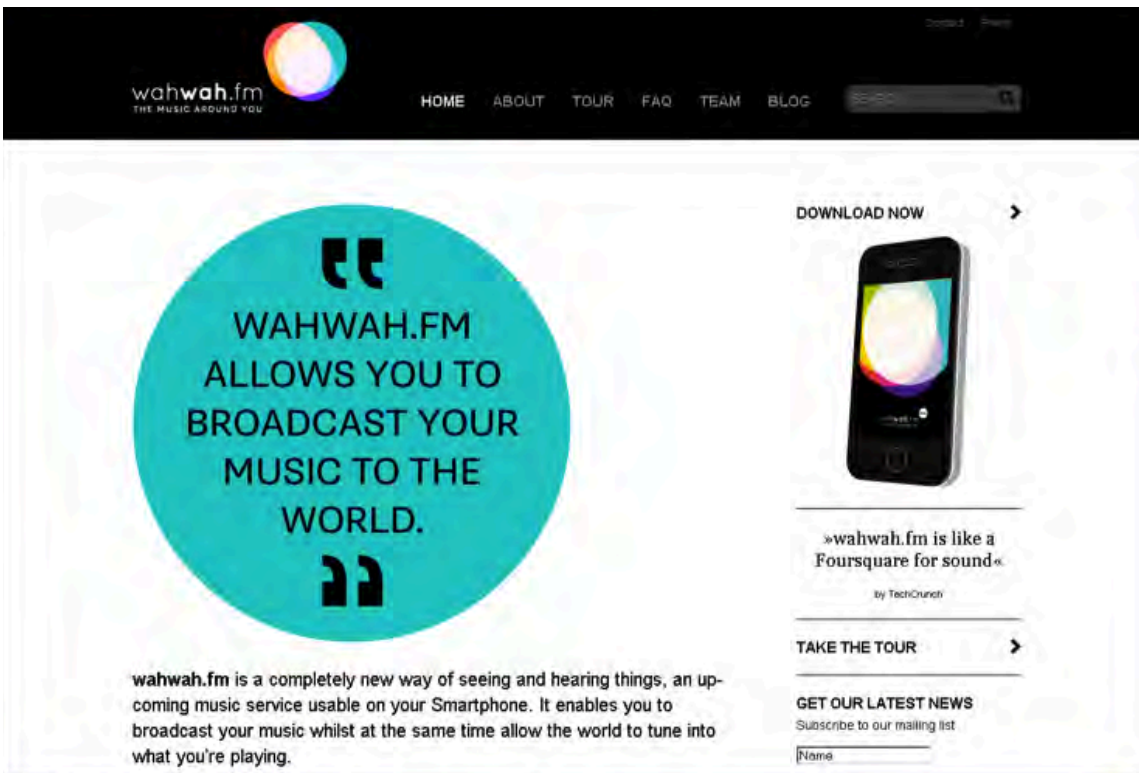 Contact Press
wahwah.fm
THE MUSIC AROUND YOU
HOME ABOUT TOUR FAQ TEAM BLOG
WAHWAH.FM
ALLOWS YOU TO
BROADCAST YOUR
MUSIC TO THE
WORLD.
wahwah.fm is a completely new way of seeing and hearing things, an up-
coming music service usable on your Smartphone. It enables you to
broadcast your music whilst at the same time allow the world to tune into
what you're playing.
DOWNLOAD NOW
wahwah.fm
»wahwah.fm is like a
Foursquare for sound«
by TechCrunch
TAKE THE TOUR
GET OUR LATEST NEWS
Subscribe to our mailing list
Name